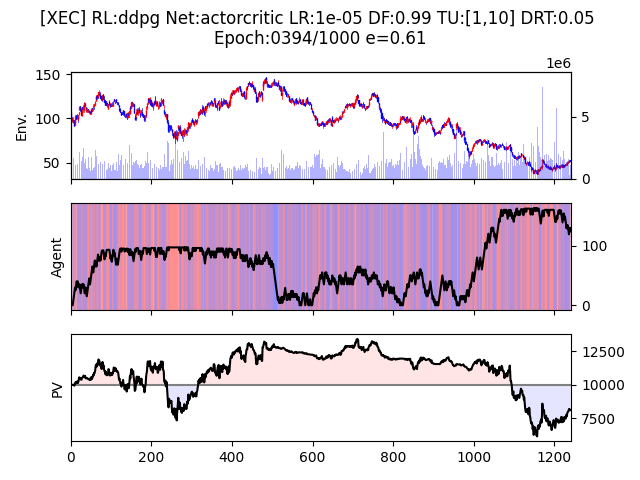 [XEC] RL:ddpg Net:actorcritic LR:1e-05 DF:0.99 TU:[1,10] DRT:0.05
Epoch:0394/1000 e=0.61
1e6
150
100
50
Env.
5
0
Agent
100
0
PV
12500
10000
7500
0 200 400 600 800 1000 1200